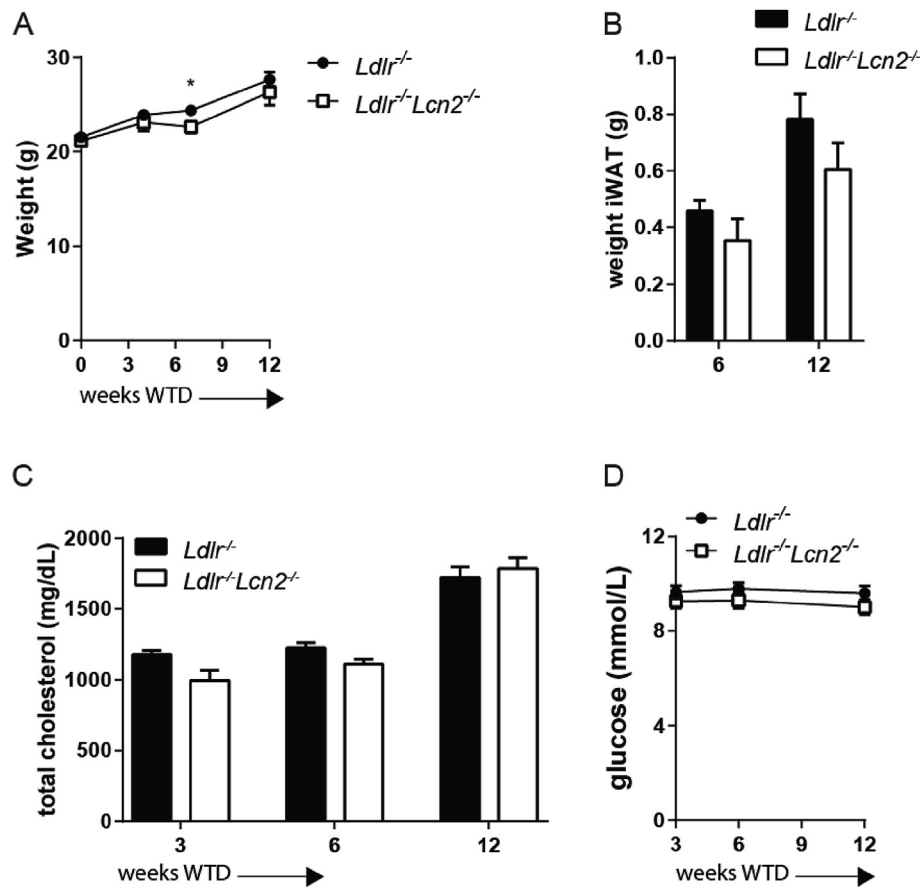 A
Weight (g)
30
20
10
0
*
Ldlr-/-
Ldlr-/-Lcn2-/-
0 3 6 9 12
weeks WTD
B
Ldlr-/-
Ldlr-/-Lcn2-/-
weight iWAT (g)
1.0
0.8
0.6
0.4
0.2
0.0
6 12
C
total cholesterol (mg/dL)
2000
1500
1000
500
0
Ldlr-/-
Ldlr-/-Lcn2-/-
3 6 12
weeks WTD
D
Ldlr-/-
Ldlr-/-Lcn2-/-
glucose (mmol/L)
12
8
4
0
3 6 9 12
weeks WTD